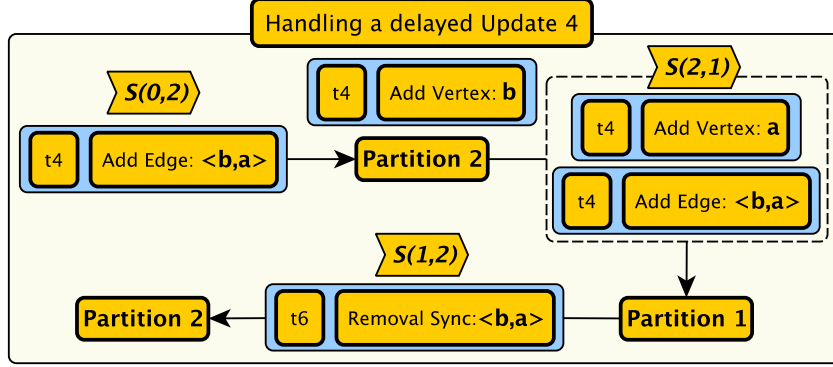 Handling a delayed Update 4
S(0,2)
t4 Add Edge: <b,a>
t4 Add Vertex: b
Partition 2
S(2,1)
t4 Add Vertex: a
t4 Add Edge: <b,a>
Partition 1
S(1,2)
t6 Removal Sync:<b,a>
Partition 2